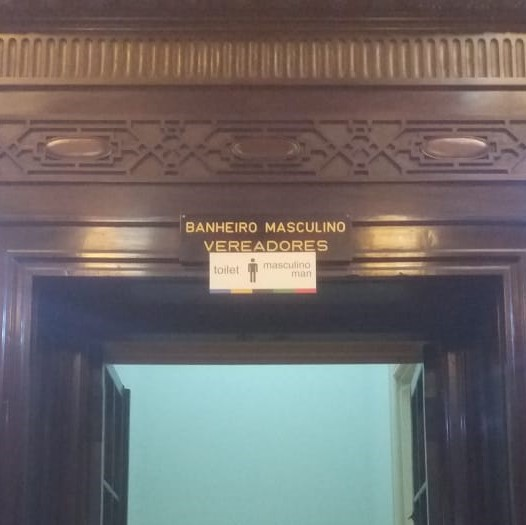 BANHEIRO MASCULINO
VEREADORES
toilet masculino
man